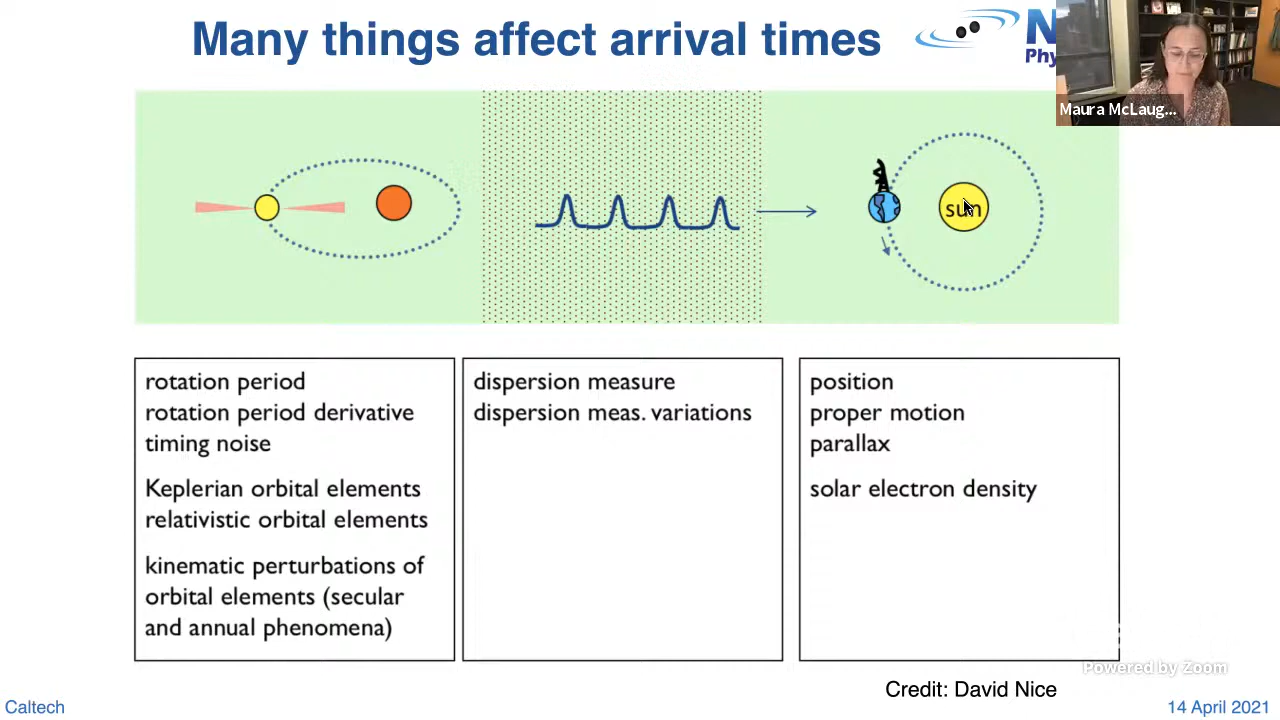 Many things affect arrival times
N
Phy
Maura McLaug...
sun
rotation period
rotation period derivative
timing noise
Keplerian orbital elements
relativistic orbital elements
kinematic perturbations of
orbital elements (secular
and annual phenomena)
dispersion measure
dispersion meas. variations
position
proper motion
parallax
solar electron density
Powered by Zoom
Credit: David Nice
Caltech
14 April 2021